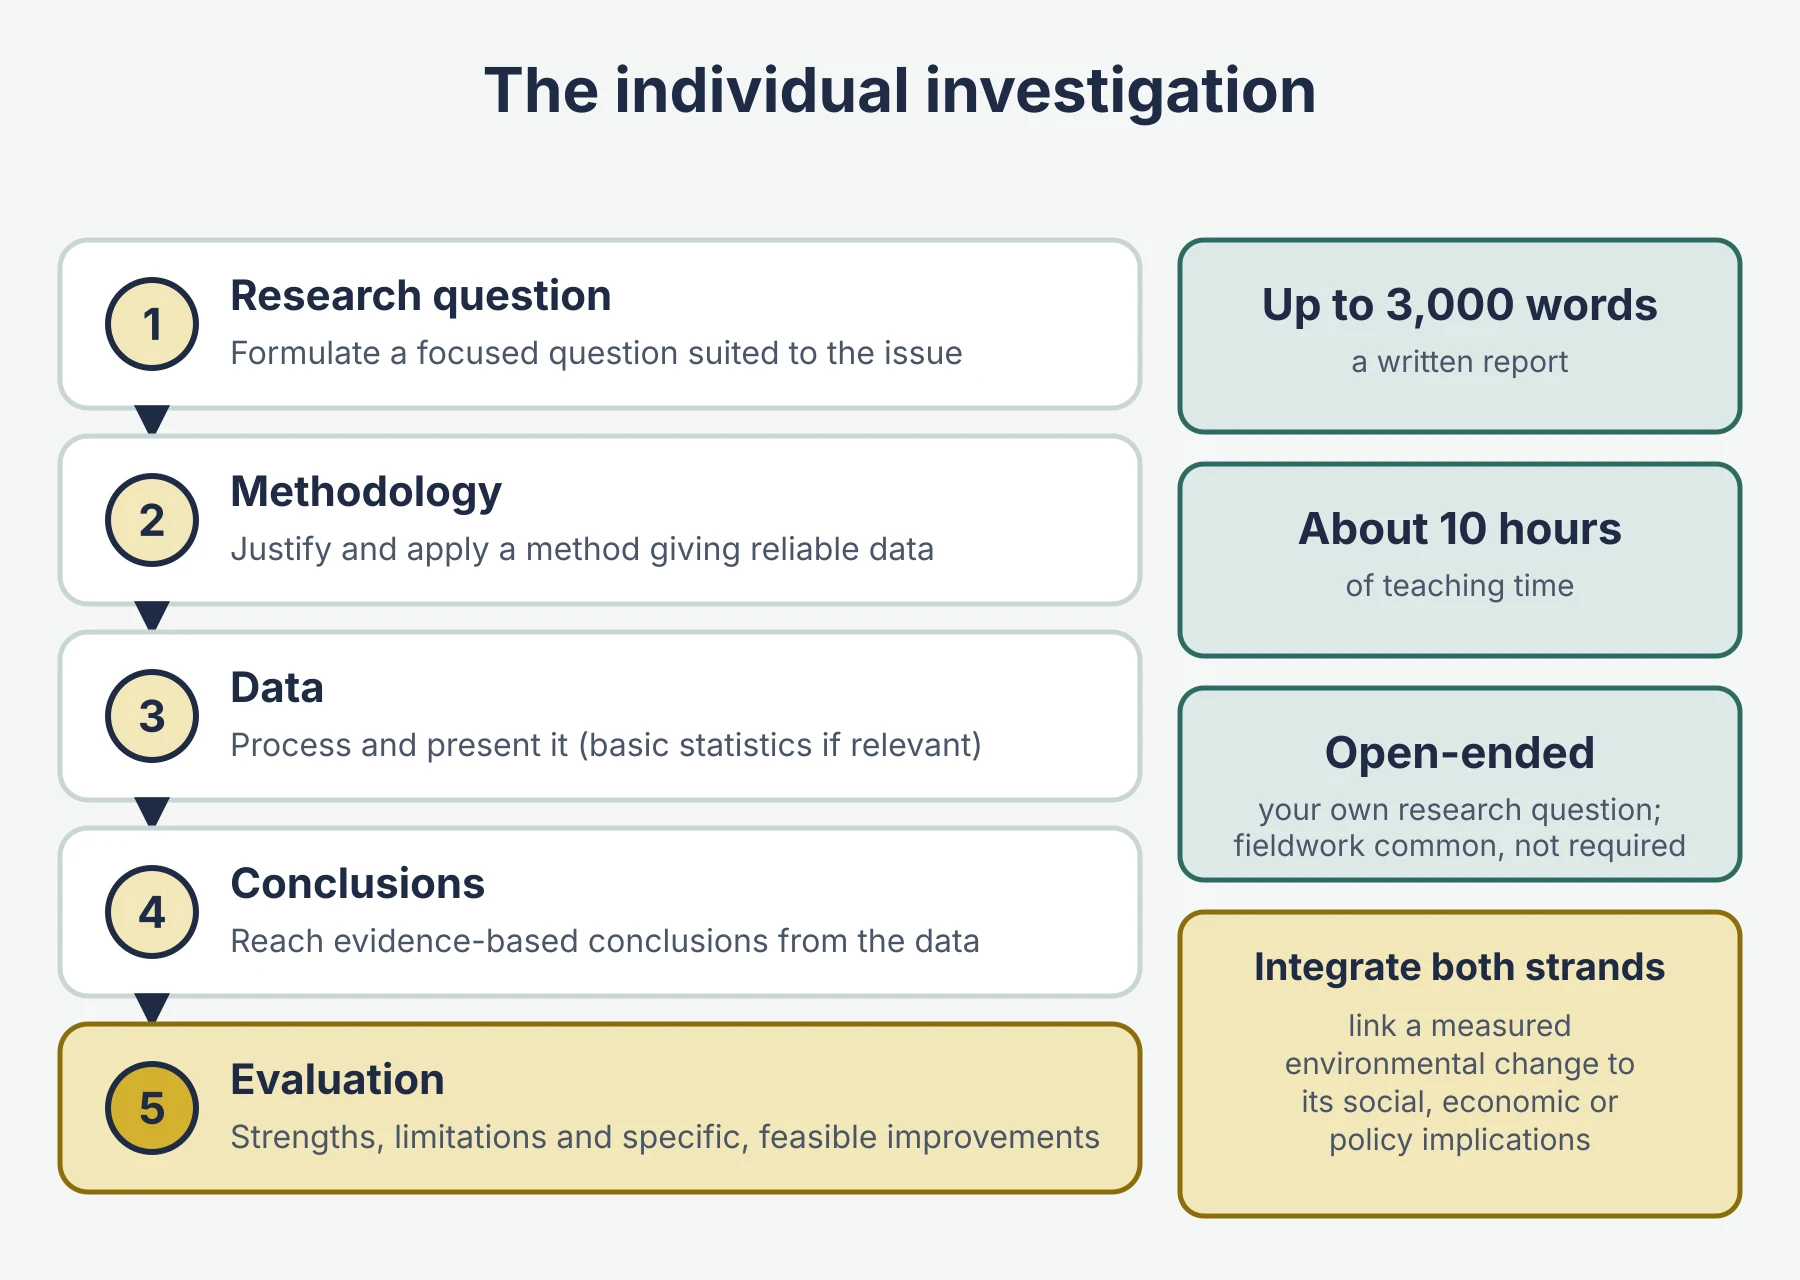 The individual investigation
1
Research question
Formulate a focused question suited to the issue
2
Methodology
Justify and apply a method giving reliable data
3
Data
Process and present it (basic statistics if relevant)
4
Conclusions
Reach evidence-based conclusions from the data
5
Evaluation
Strengths, limitations and specific, feasible improvements
Up to 3,000 words
a written report
About 10 hours
of teaching time
Open-ended
your own research question;
fieldwork common, not required
Integrate both strands
link a measured
environmental change to
its social, economic or
policy implications